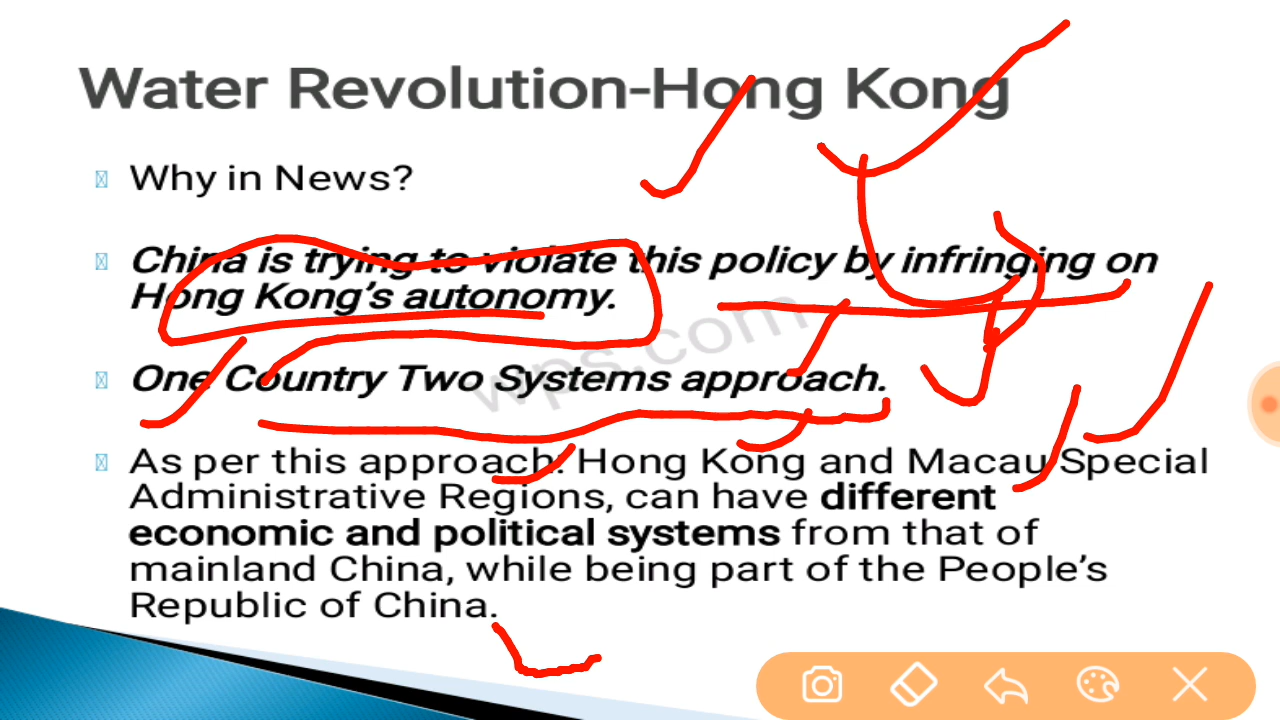 Water Revolution-Hong Kong
Why in News?
China is trying to violate this policy by infringing on
Hong Kong’s autonomy.
wps.com
One Country Two Systems approach.
As per this approach: Hong Kong and Macau Special
Administrative Regions, can have different
economic and political systems from that of
mainland China, while being part of the People’s
Republic of China.